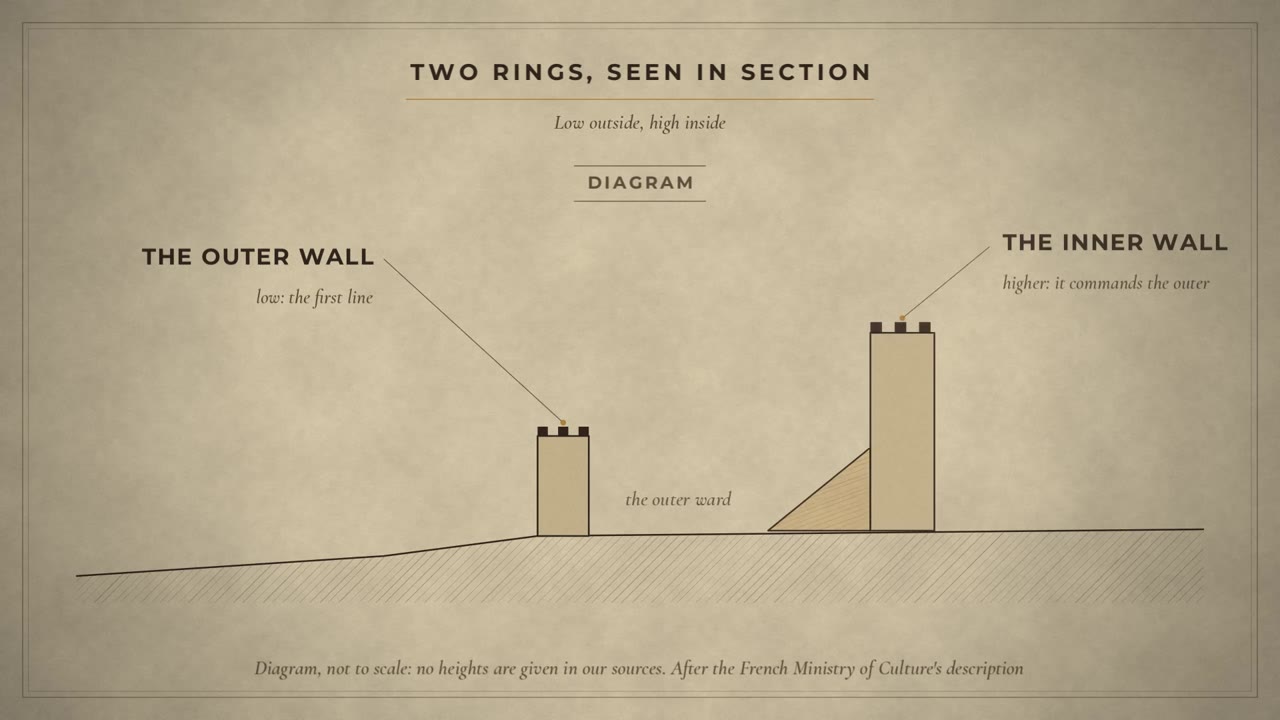 TWO RINGS, SEEN IN SECTION
Low outside, high inside
DIAGRAM
THE OUTER WALL
low: the first line
THE INNER WALL
higher: it commands the outer
the outer ward
Diagram, not to scale: no heights are given in our sources. After the French Ministry of Culture's description